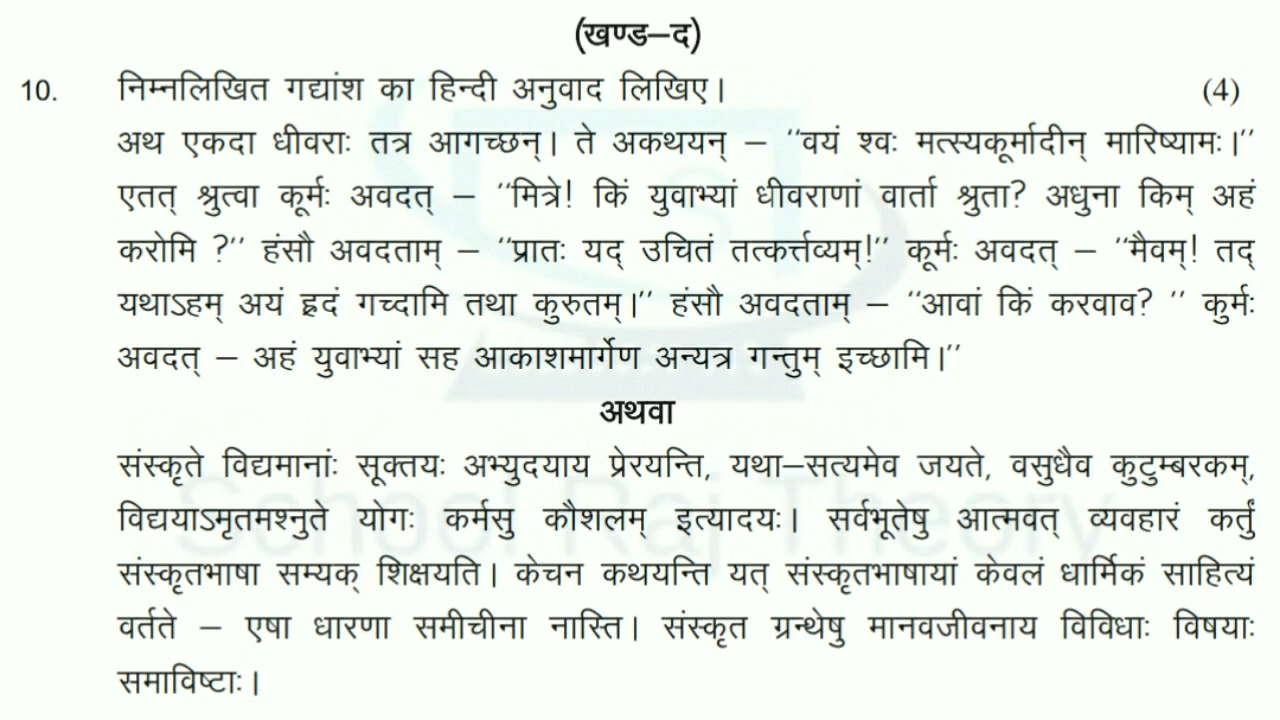 (खण्ड–द)
10. निम्नलिखित गद्यांश का हिन्दी अनुवाद लिखिए। (4)
अथ एकदा धीवराः तत्र आगच्छन्। ते अकथयन् – ''वयं श्वः मत्स्यकूर्मादीन् मारिष्यामः।''
एतत् श्रुत्वा कूर्मः अवदत् – ''मित्रे! किं युवाभ्यां धीवराणां वार्ता श्रुता? अधुना किम् अहं
करोमि ?'' हंसौ अवदताम् – ''प्रातः यद् उचितं तत्कर्त्तव्यम्!'' कूर्मः अवदत् – ''मैवम्! तद्
यथाऽहम् अयं ह्रदं गच्दामि तथा कुरुतम्।'' हंसौ अवदताम् – ''आवां किं करवाव? '' कुर्मः
अवदत् – अहं युवाभ्यां सह आकाशमार्गेण अन्यत्र गन्तुम् इच्छामि।''
अथवा
संस्कृते विद्यमानांः सूक्तयः अभ्युदयाय प्रेरयन्ति, यथा–सत्यमेव जयते, वसुधैव कुटुम्बरकम्,
विद्ययाऽमृतमश्नुते योगः कर्मसु कौशलम् इत्यादयः। सर्वभूतेषु आत्मवत् व्यवहारं कर्तुं
संस्कृतभाषा सम्यक् शिक्षयति। केचन कथयन्ति यत् संस्कृतभाषायां केवलं धार्मिकं साहित्यं
वर्तते – एषा धारणा समीचीना नास्ति। संस्कृत ग्रन्थेषु मानवजीवनाय विविधाः विषयाः
समाविष्टाः।
School Raj Theory